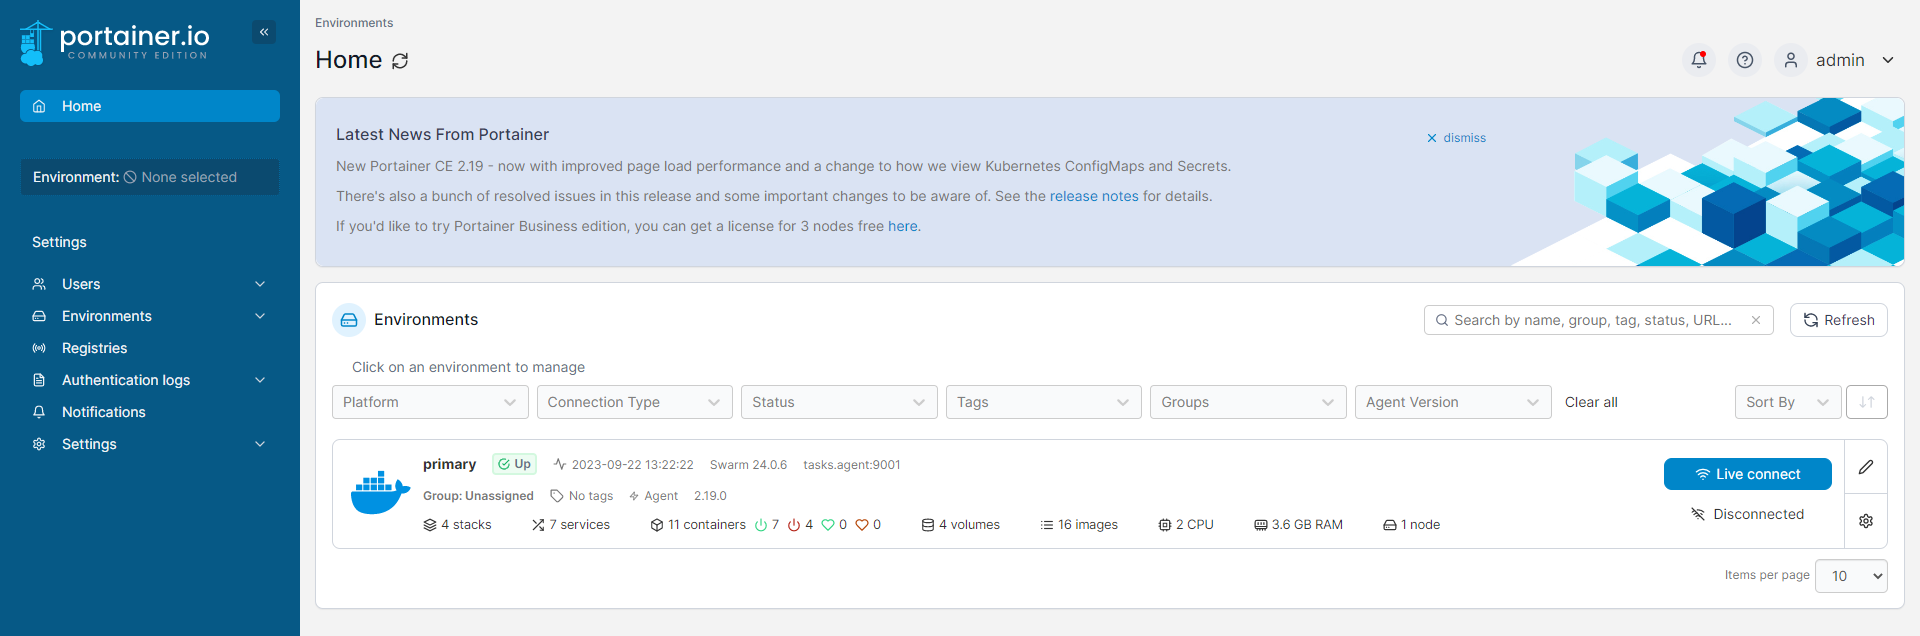 portainer.io
COMMUNITY EDITION
Home
Environment: None selected
Settings
Users
Environments
Registries
Authentication logs
Notifications
Settings
Environments
Home
admin
Latest News From Portainer
dismiss
New Portainer CE 2.19 - now with improved page load performance and a change to how we view Kubernetes ConfigMaps and Secrets.
There's also a bunch of resolved issues in this release and some important changes to be aware of. See the release notes for details.
If you'd like to try Portainer Business edition, you can get a license for 3 nodes free here.
Environments
Search by name, group, tag, status, URL...
Refresh
Click on an environment to manage
Platform Connection Type Status Tags Groups Agent Version Clear all Sort By
primary Up 2023-09-22 13:22:22 Swarm 24.0.6 tasks.agent:9001
Group: Unassigned No tags Agent 2.19.0
4 stacks 7 services 11 containers 7 4 0 0 4 volumes 16 images 2 CPU 3.6 GB RAM 1 node
Live connect
Disconnected
Items per page 10